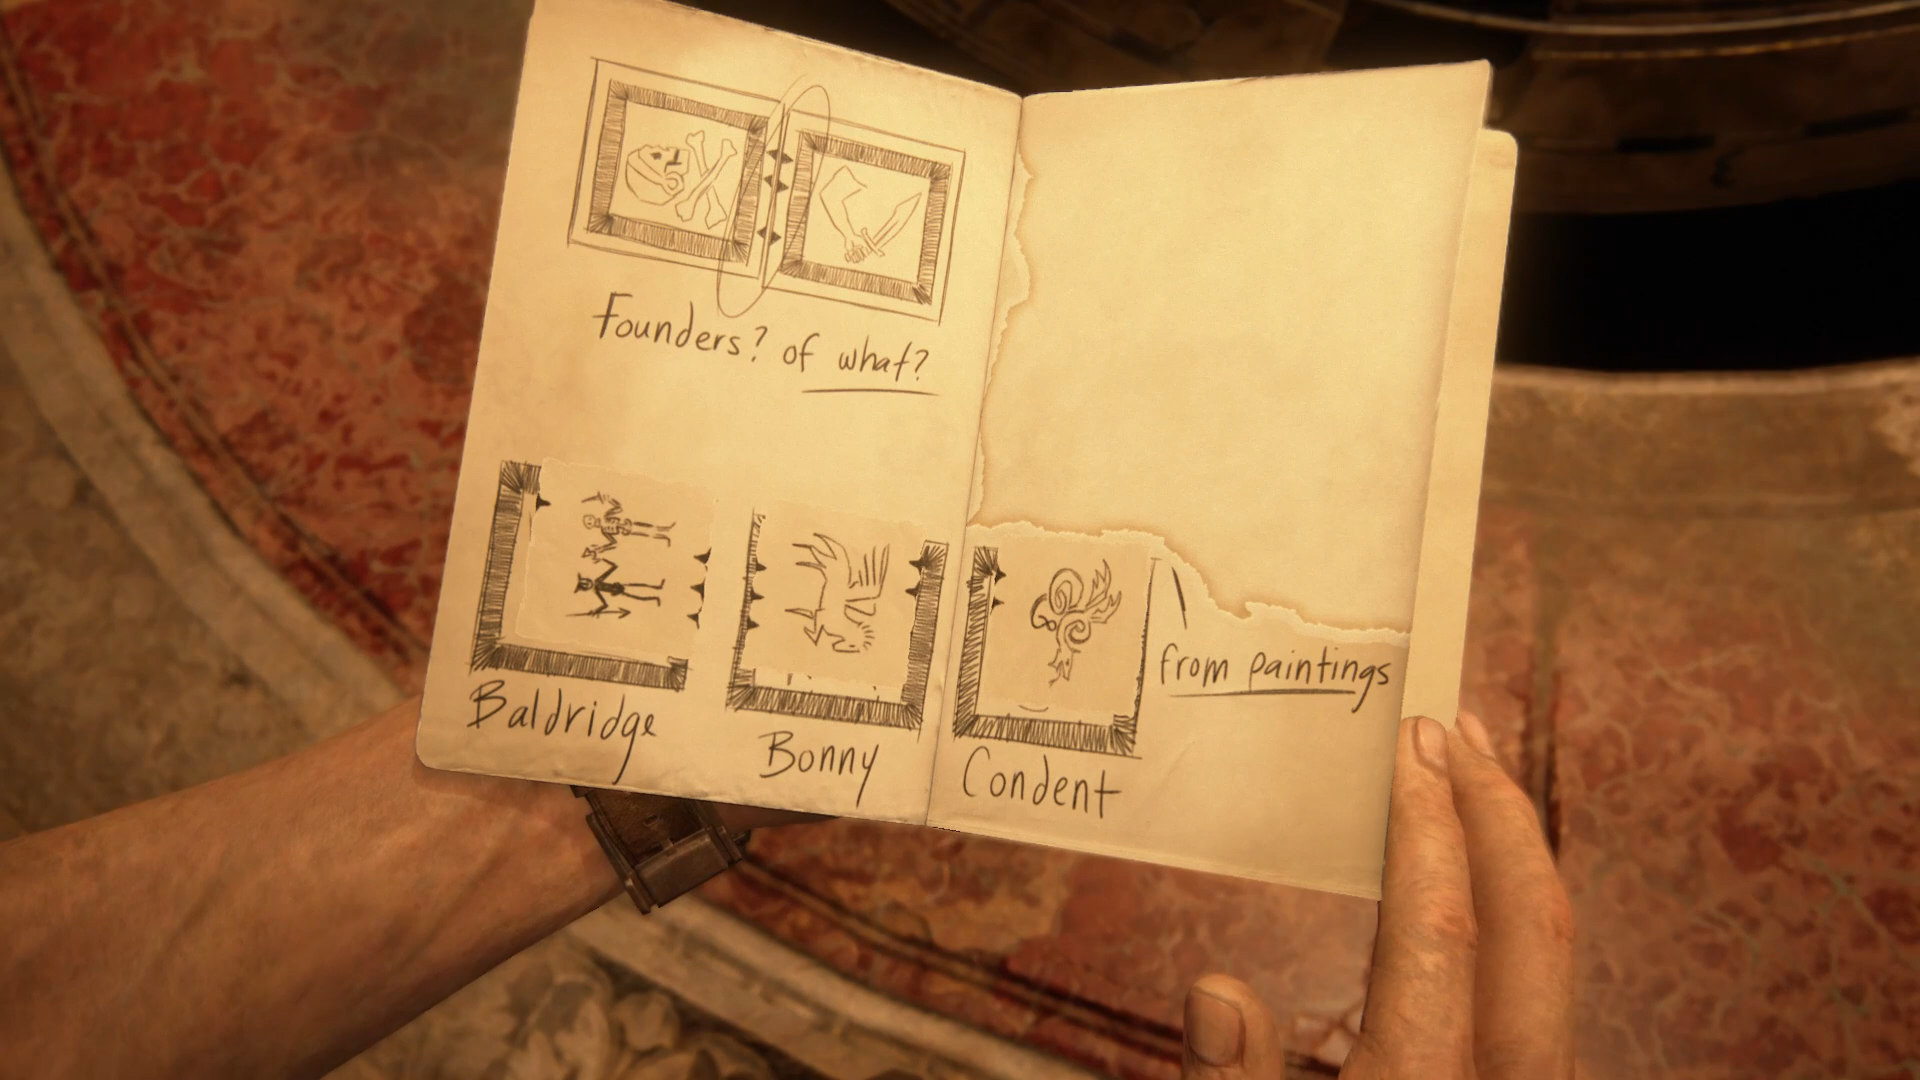 Founders? of what?
Baldridge
Bonny
Condent
from paintings